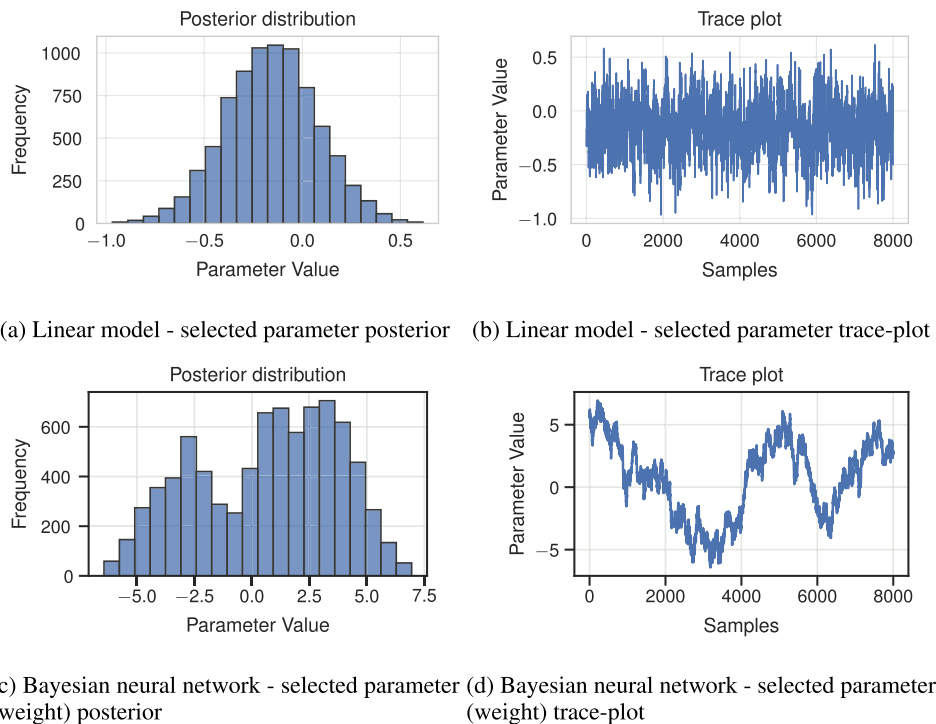 Posterior distribution
Frequency
1000
750
500
250
0
−1.0 −0.5 0.0 0.5
Parameter Value
Trace plot
Parameter Value
0.5
0.0
−0.5
−1.0
0 2000 4000 6000 8000
Samples
(a) Linear model - selected parameter posterior
(b) Linear model - selected parameter trace-plot
Posterior distribution
Frequency
600
400
200
0
−5.0 −2.5 0.0 2.5 5.0 7.5
Parameter Value
Trace plot
Parameter Value
5
0
−5
0 2000 4000 6000 8000
Samples
c) Bayesian neural network - selected parameter
weight) posterior
(d) Bayesian neural network - selected parameter
(weight) trace-plot